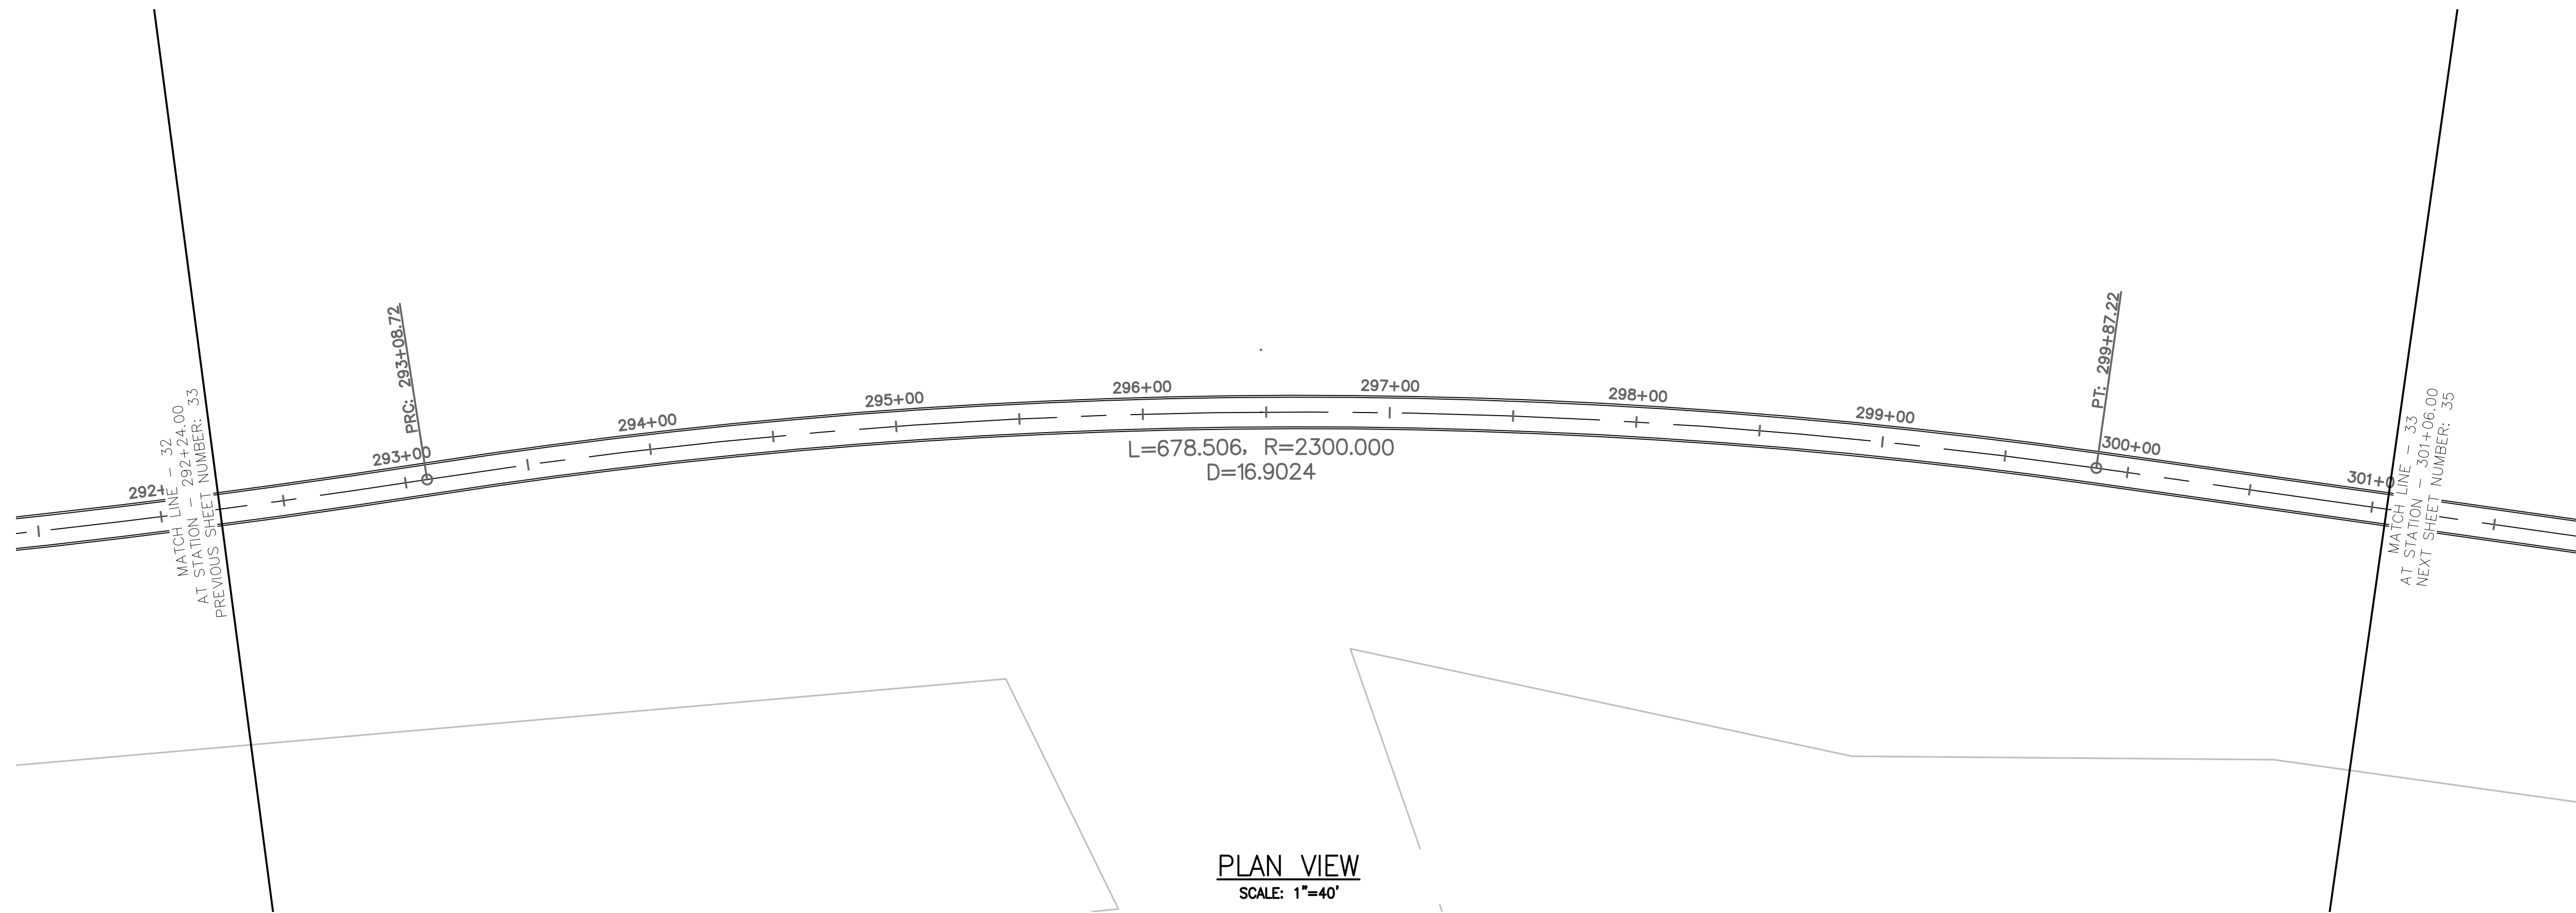 MATCH LINE - 32
AT STATION - 292+24.00
PREVIOUS SHEET NUMBER: 33
292+
293+00
PRC: 293+08.72
294+00
295+00
296+00
297+00
298+00
299+00
PT: 299+87.22
300+00
301+0
L=678.506, R=2300.000
D=16.9024
MATCH LINE - 33
AT STATION - 301+06.00
NEXT SHEET NUMBER: 35
PLAN VIEW
SCALE: 1"=40'